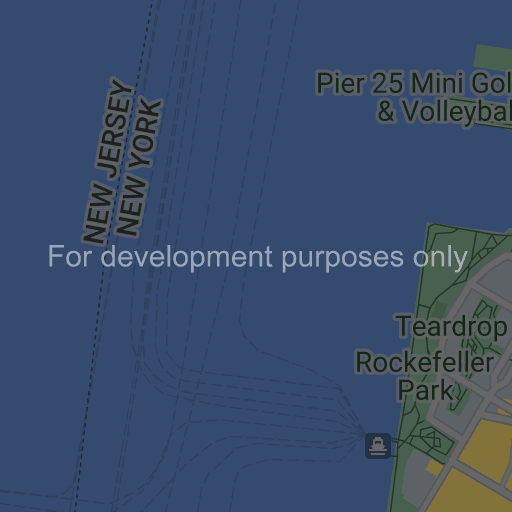 Pier 25 Mini Gol
& Volleybal
NEW JERSEY
NEW YORK
For development purposes only
Teardrop
Rockefeller
Park